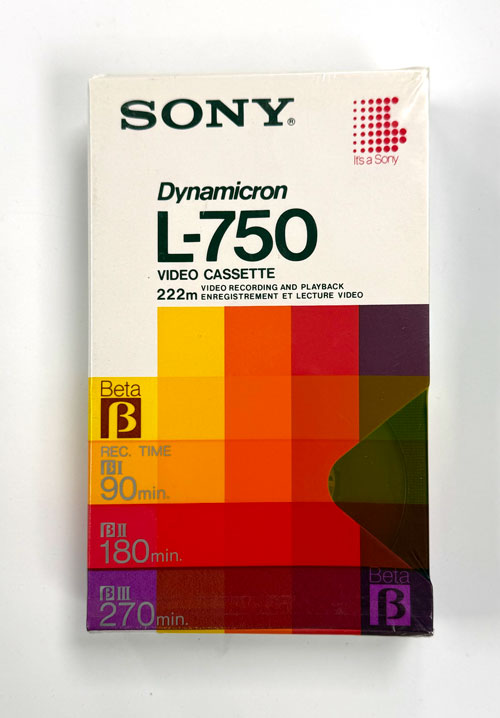 SONY®
It's a Sony
Dynamicron
L-750
VIDEO CASSETTE
222m VIDEO RECORDING AND PLAYBACK
ENREGISTREMENT ET LECTURE VIDEO
Beta
β
REC. TIME
βI
90min.
βII
180min.
βIII
270min.
Beta
β